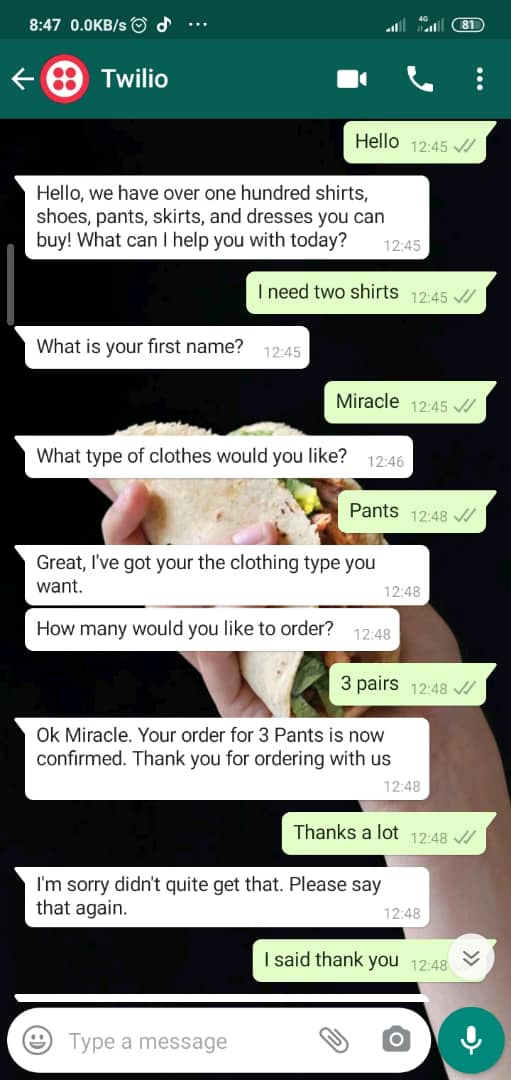 8:47 0.0KB/s ...
4G 81
Twilio
Hello 12:45
Hello, we have over one hundred shirts,
shoes, pants, skirts, and dresses you can
buy! What can I help you with today? 12:45
I need two shirts 12:45
What is your first name? 12:45
Miracle 12:45
What type of clothes would you like? 12:46
Pants 12:48
Great, I've got your the clothing type you
want. 12:48
How many would you like to order? 12:48
3 pairs 12:48
Ok Miracle. Your order for 3 Pants is now
confirmed. Thank you for ordering with us
12:48
Thanks a lot 12:48
I'm sorry didn't quite get that. Please say
that again. 12:48
I said thank you 12:48
Type a message